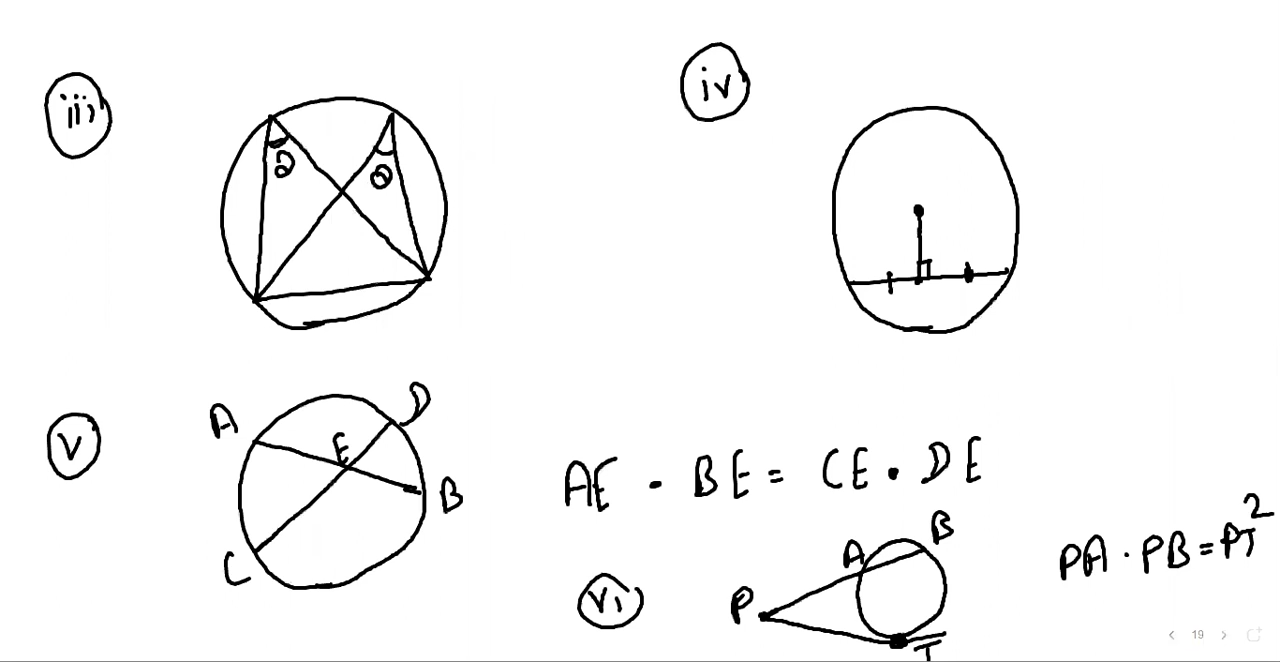 iii)
iv
θ
θ
v
A
D
E
B
C
AE · BE = CE · DE
vi
P
A
B
T
PA · PB = PT²
19